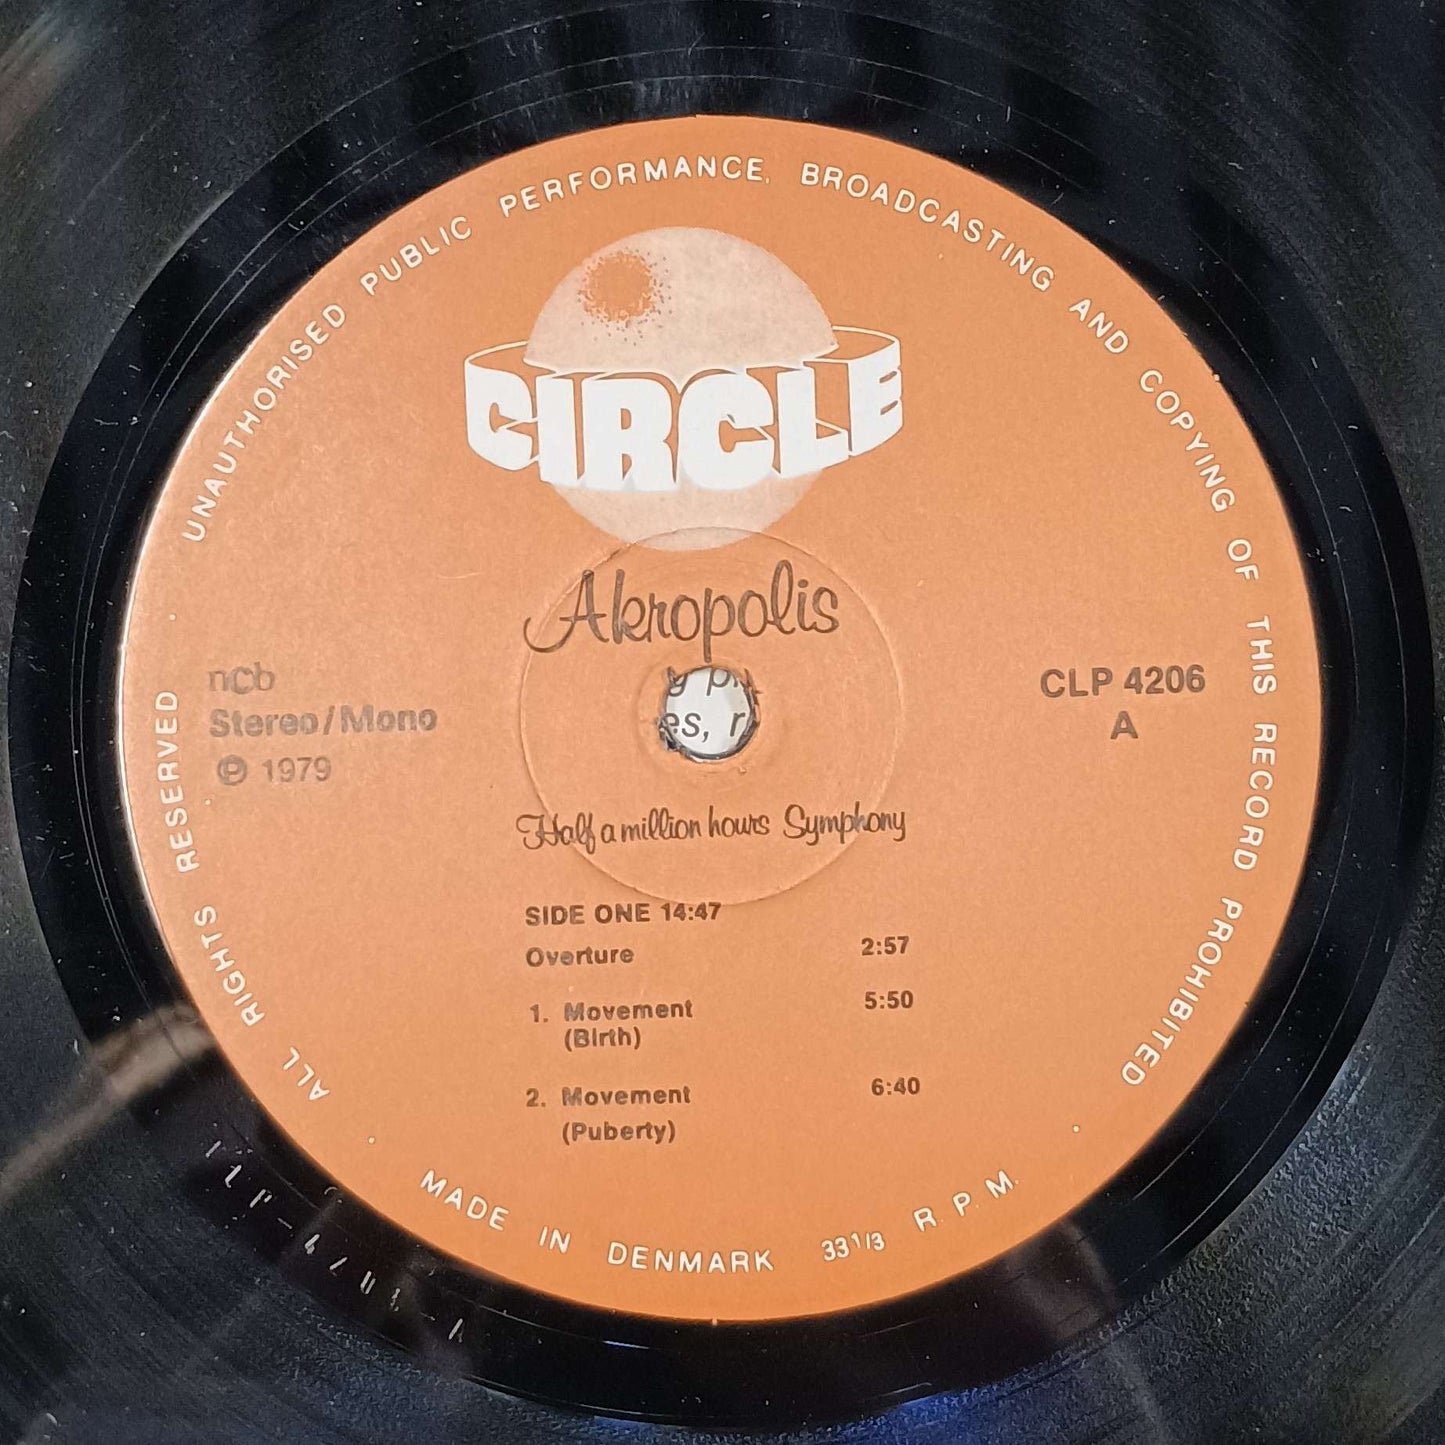 UNAUTHORISED PUBLIC PERFORMANCE, BROADCASTING AND COPYING OF THIS RECORD PROHIBITED
CIRCLE
Akropolis
ncb
Stereo/Mono
℗ 1979
CLP 4206
A
Half a million hours Symphony
SIDE ONE 14:47
Overture 2:57
1. Movement 5:50
(Birth)
2. Movement 6:40
(Puberty)
ALL RIGHTS RESERVED
MADE IN DENMARK 33 1/3 R.P.M.